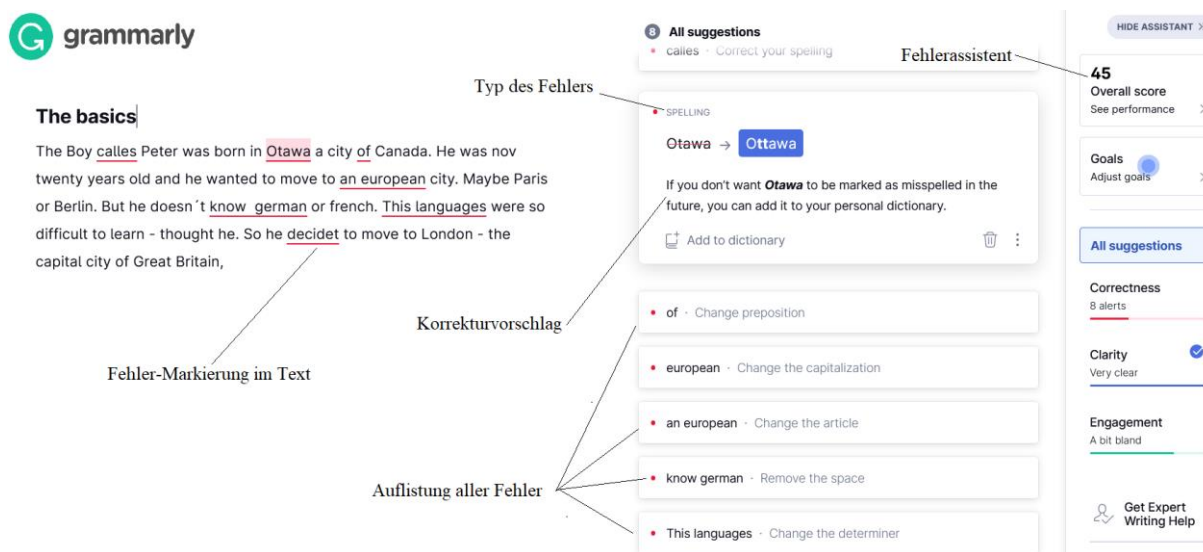 grammarly
The basics
The Boy calles Peter was born in Otawa a city of Canada. He was nov
twenty years old and he wanted to move to an european city. Maybe Paris
or Berlin. But he doesn´t know  german or french. This languages were so
difficult to learn - thought he. So he decidet to move to London - the
capital city of Great Britain,
Fehler-Markierung im Text
Typ des Fehlers
Korrekturvorschlag
Auflistung aller Fehler
8 All suggestions
calles · Correct your spelling
SPELLING
Otawa → Ottawa
If you don't want Otawa to be marked as misspelled in the
future, you can add it to your personal dictionary.
Add to dictionary
of · Change preposition
european · Change the capitalization
an european · Change the article
know german · Remove the space
This languages · Change the determiner
Fehlerassistent
HIDE ASSISTANT
45
Overall score
See performance
Goals
Adjust goals
All suggestions
Correctness
8 alerts
Clarity
Very clear
Engagement
A bit bland
Get Expert
Writing Help